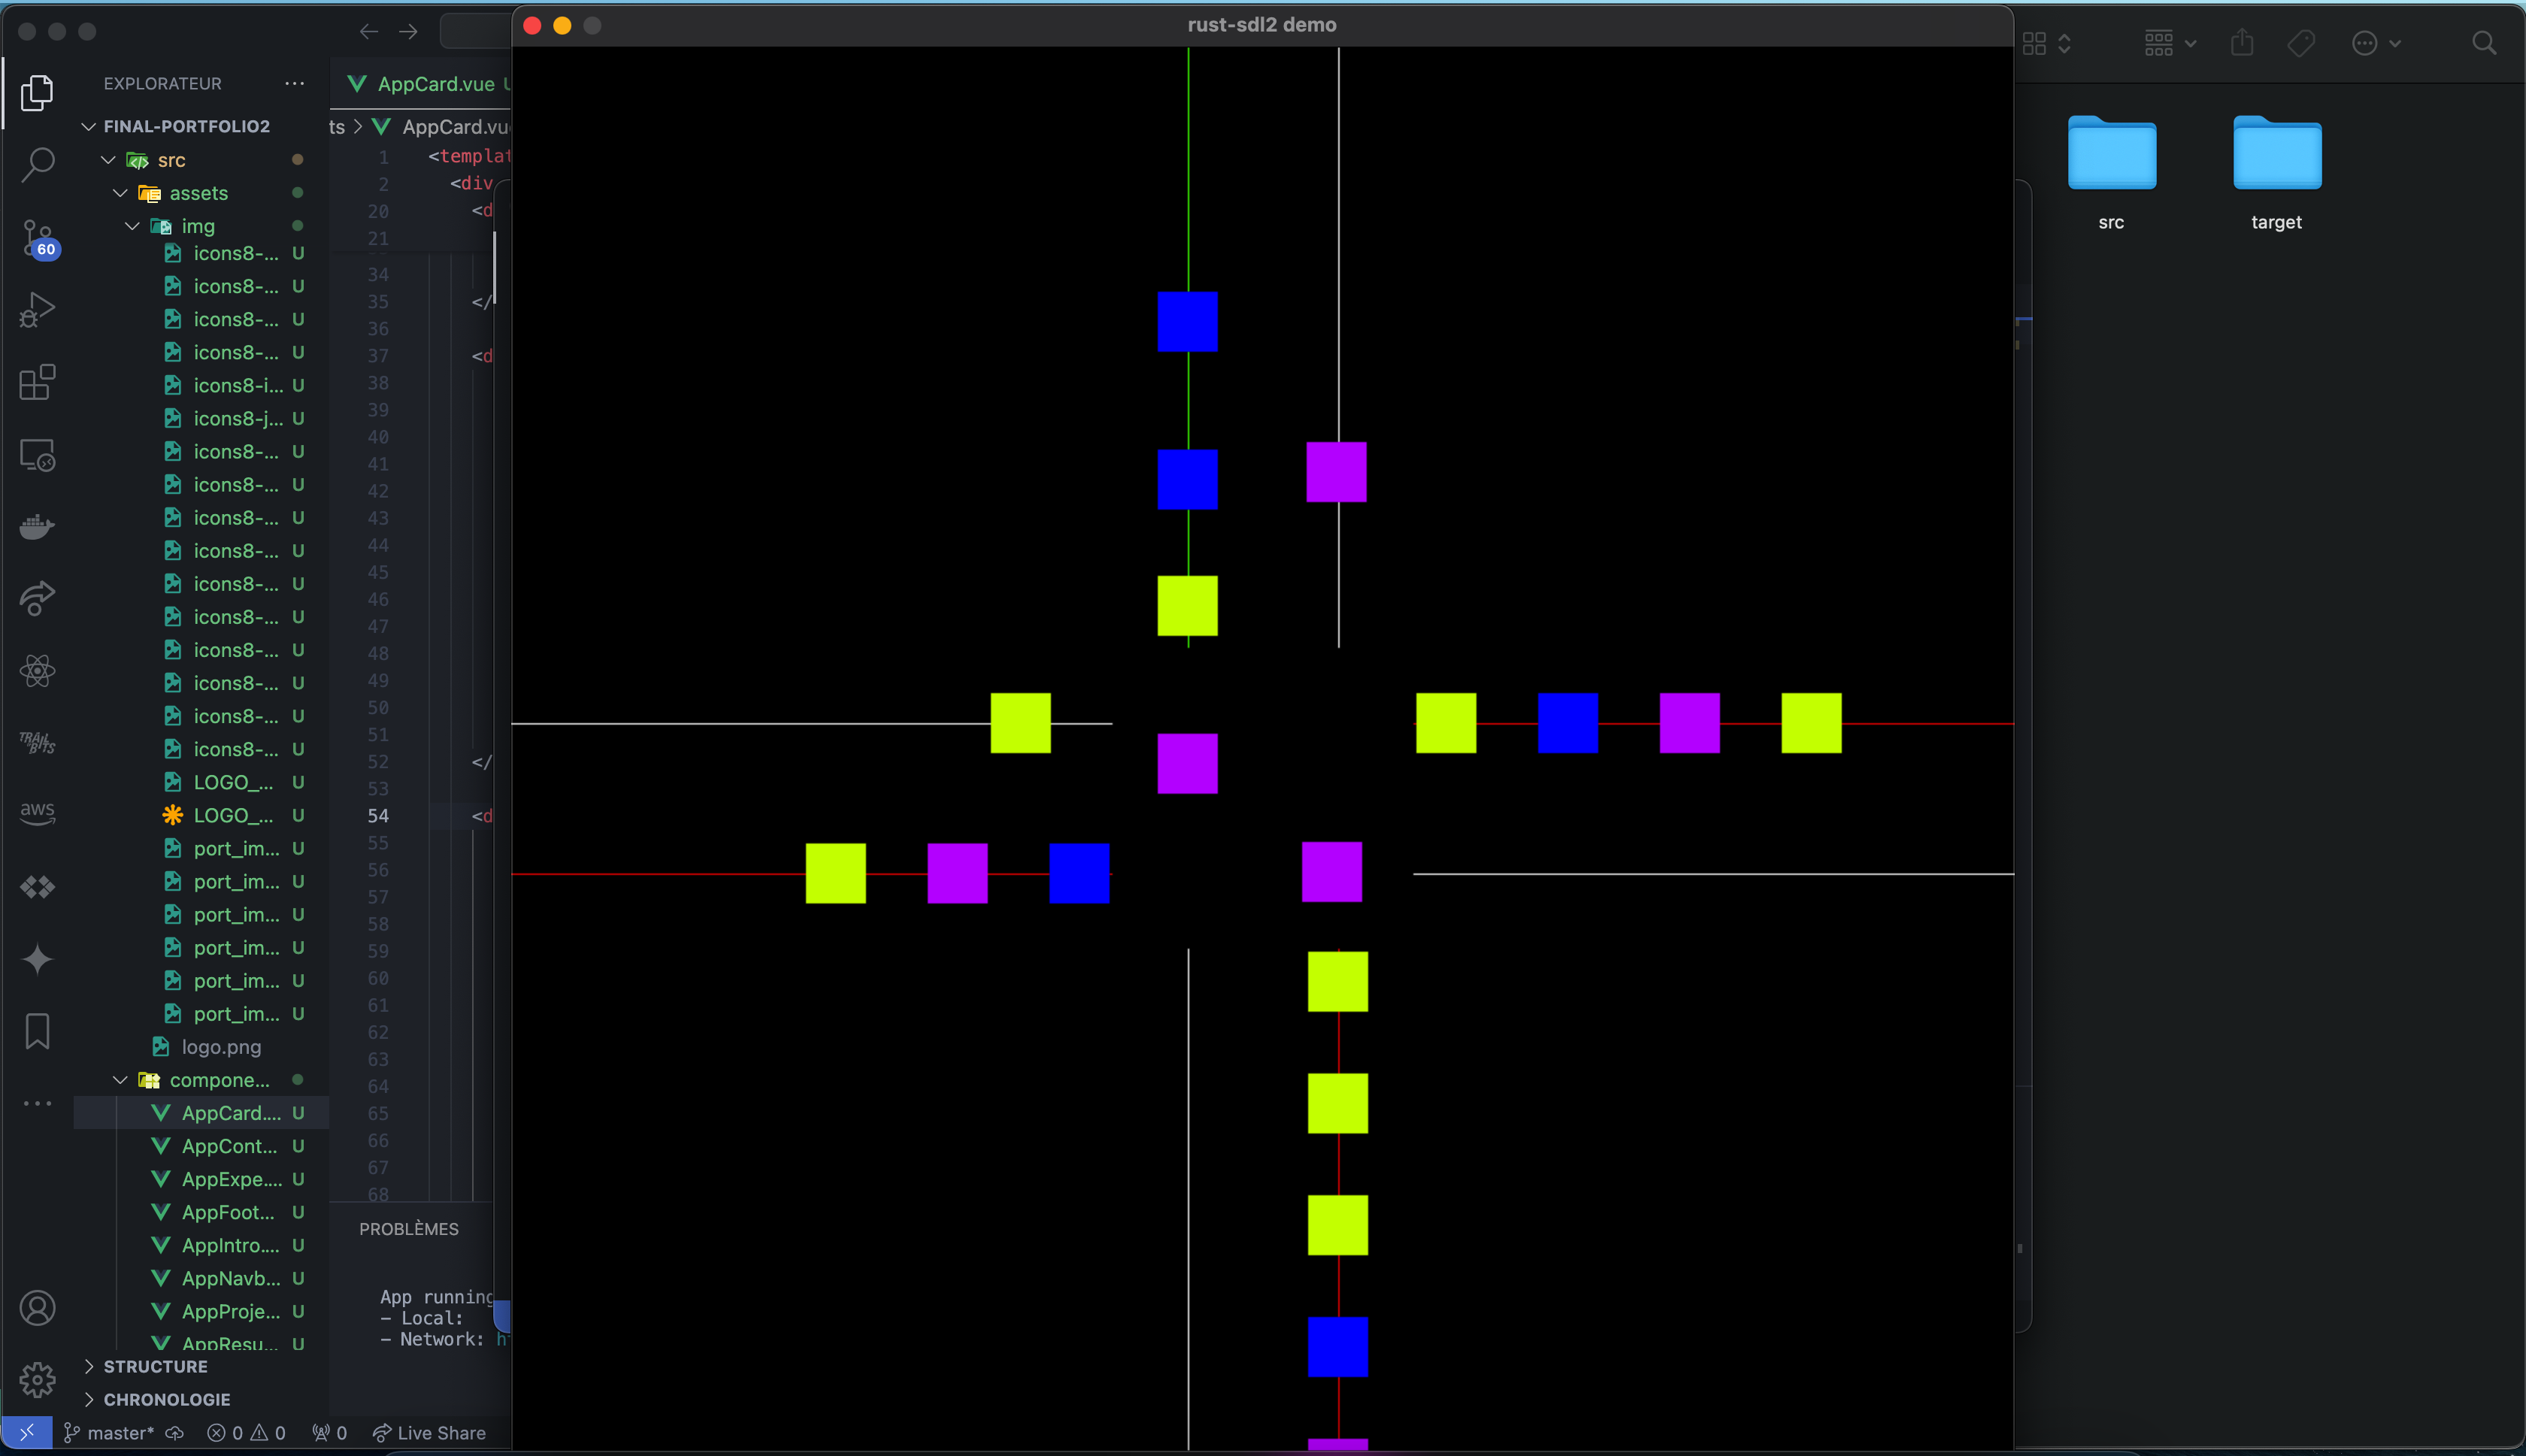 rust-sdl2 demo
EXPLORATEUR
FINAL-PORTFOLIO2
src
assets
img
icons8-... U
icons8-... U
icons8-... U
icons8-... U
icons8-i... U
icons8-j... U
icons8-... U
icons8-... U
icons8-... U
icons8-... U
icons8-... U
icons8-... U
icons8-... U
icons8-... U
icons8-... U
icons8-... U
LOGO_... U
LOGO_... U
port_im... U
port_im... U
port_im... U
port_im... U
port_im... U
port_im... U
logo.png
compone...
AppCard.... U
AppCont... U
AppExpe.... U
AppFoot... U
AppIntro.... U
AppNavb... U
AppProje... U
AppResu... U
STRUCTURE
CHRONOLOGIE
60
TRAIL BITS
aws
AppCard.vue U
ts > AppCard.vu
1 <templat
2 <div
20 <d
21
34
35 </
36
37 <d
38
39
40
41
42
43
44
45
46
47
48
49
50
51
52 </
53
54 <d
55
56
57
58
59
60
61
62
63
64
65
66
67
68
PROBLÈMES
App running
- Local:
- Network: h
master* 0 0 0 Live Share
src
target